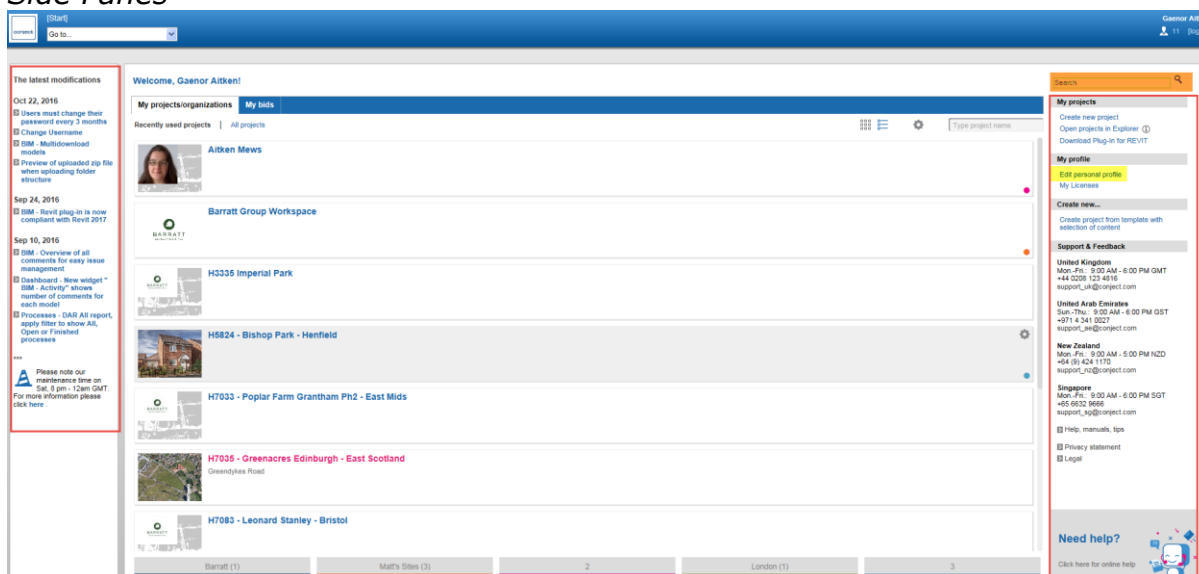 Side Panes
conject
[Start]
Go to...
Gaenor Ait
11 [log
The latest modifications
Oct 22, 2016
Users must change their
password every 3 months
Change Username
BIM - Multidownload
models
Preview of uploaded zip file
when uploading folder
structure
Sep 24, 2016
BIM - Revit plug-in is now
compliant with Revit 2017
Sep 10, 2016
BIM - Overview of all
comments for easy issue
management
Dashboard - New widget "
BIM - Activity" shows
number of comments for
each model
Processes - DAR All report,
apply filter to show All,
Open or Finished
processes
***
Please note our
maintenance time on
Sat, 8 pm - 12am GMT.
For more information please
click here .
Welcome, Gaenor Aitken!
My projects/organizations My bids
Recently used projects | All projects
Type project name
Aitken Mews
Barratt Group Workspace
BARRATT
H3335 Imperial Park
BARRATT
H5824 - Bishop Park - Henfield
H7033 - Poplar Farm Grantham Ph2 - East Mids
BARRATT
H7035 - Greenacres Edinburgh - East Scotland
Greendykes Road
H7083 - Leonard Stanley - Bristol
BARRATT
Barratt (1) Matt's Sites (3) 2 London (1) 3
Search
My projects
Create new project
Open projects in Explorer
Download Plug-In for REVIT
My profile
Edit personal profile
My Licenses
Create new...
Create project from template with
selection of content
Support & Feedback
United Kingdom
Mon.-Fri.: 9:00 AM - 6:00 PM GMT
+44 0208 123 4816
support_uk@conject.com
United Arab Emirates
Sun.-Thu.: 9:00 AM - 6:00 PM GST
+971 4 341 0027
support_ae@conject.com
New Zealand
Mon.-Fri.: 9:00 AM - 5:00 PM NZD
+64 (9) 424 1170
support_nz@conject.com
Singapore
Mon.-Fri.: 9:00 AM - 6:00 PM SGT
+65 6632 9666
support_sg@conject.com
Help, manuals, tips
Privacy statement
Legal
Need help?
Click here for online help